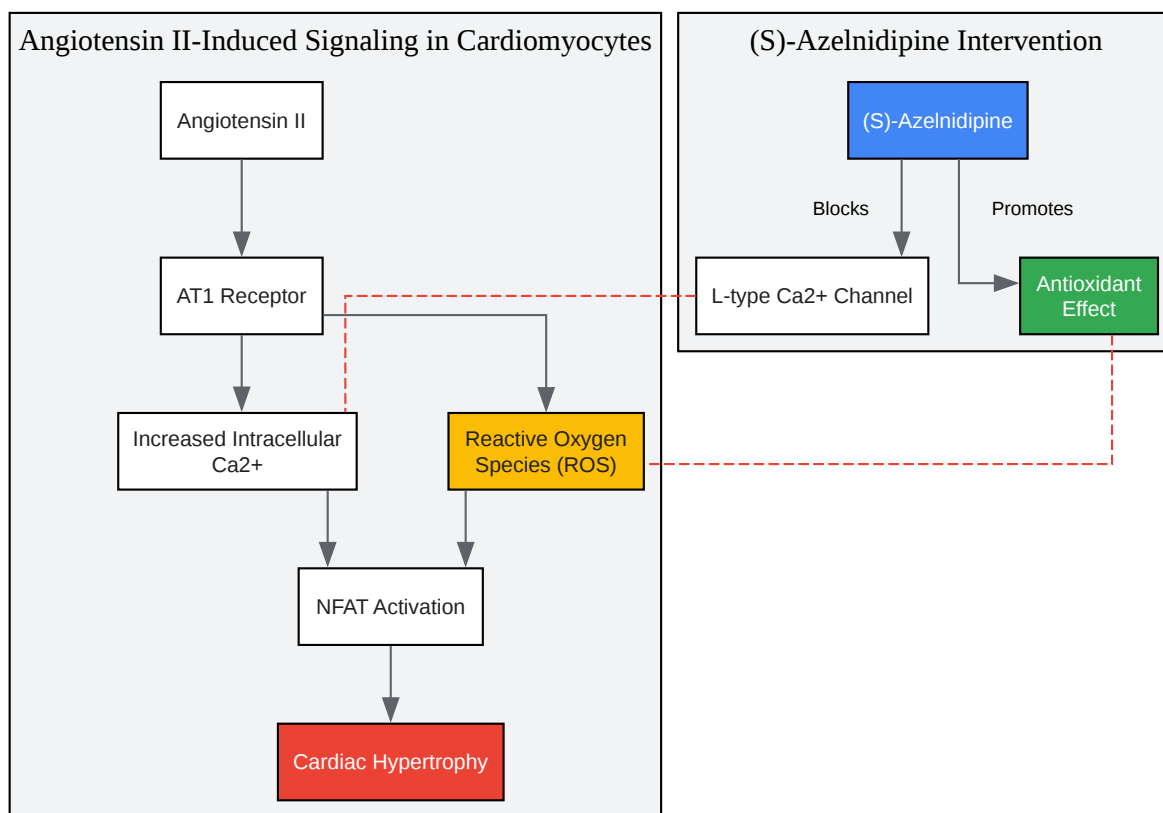 Angiotensin II-Induced Signaling in Cardiomyocytes
Angiotensin II
AT1 Receptor
Increased Intracellular
Ca2+
Reactive Oxygen
Species (ROS)
NFAT Activation
Cardiac Hypertrophy
(S)-Azelnidipine Intervention
(S)-Azelnidipine
Blocks
Promotes
L-type Ca2+ Channel
Antioxidant
Effect